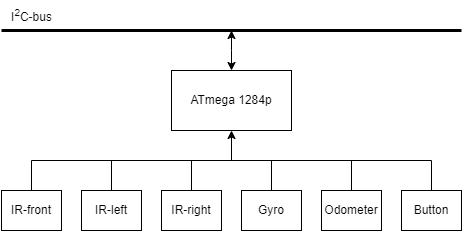 I²C-bus
ATmega 1284p
IR-front
IR-left
IR-right
Gyro
Odometer
Button